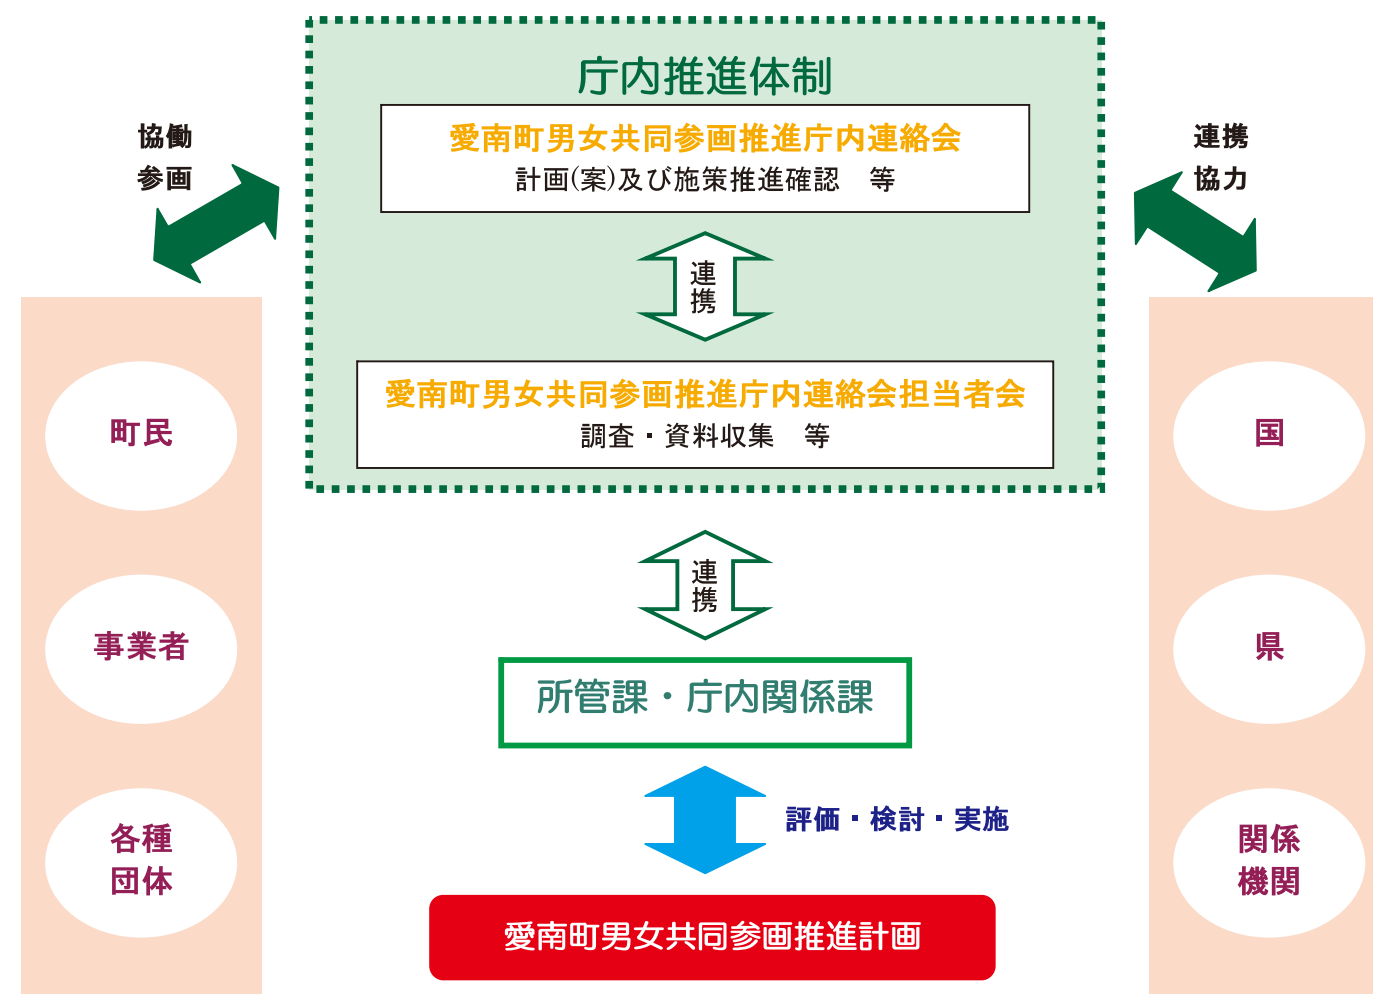 庁内推進体制
愛南町男女共同参画推進庁内連絡会
計画(案)及び施策推進確認　等
連携
愛南町男女共同参画推進庁内連絡会担当者会
調査・資料収集　等
協働
参画
連携
協力
町民
事業者
各種
団体
国
県
関係
機関
連携
所管課・庁内関係課
評価・検討・実施
愛南町男女共同参画推進計画